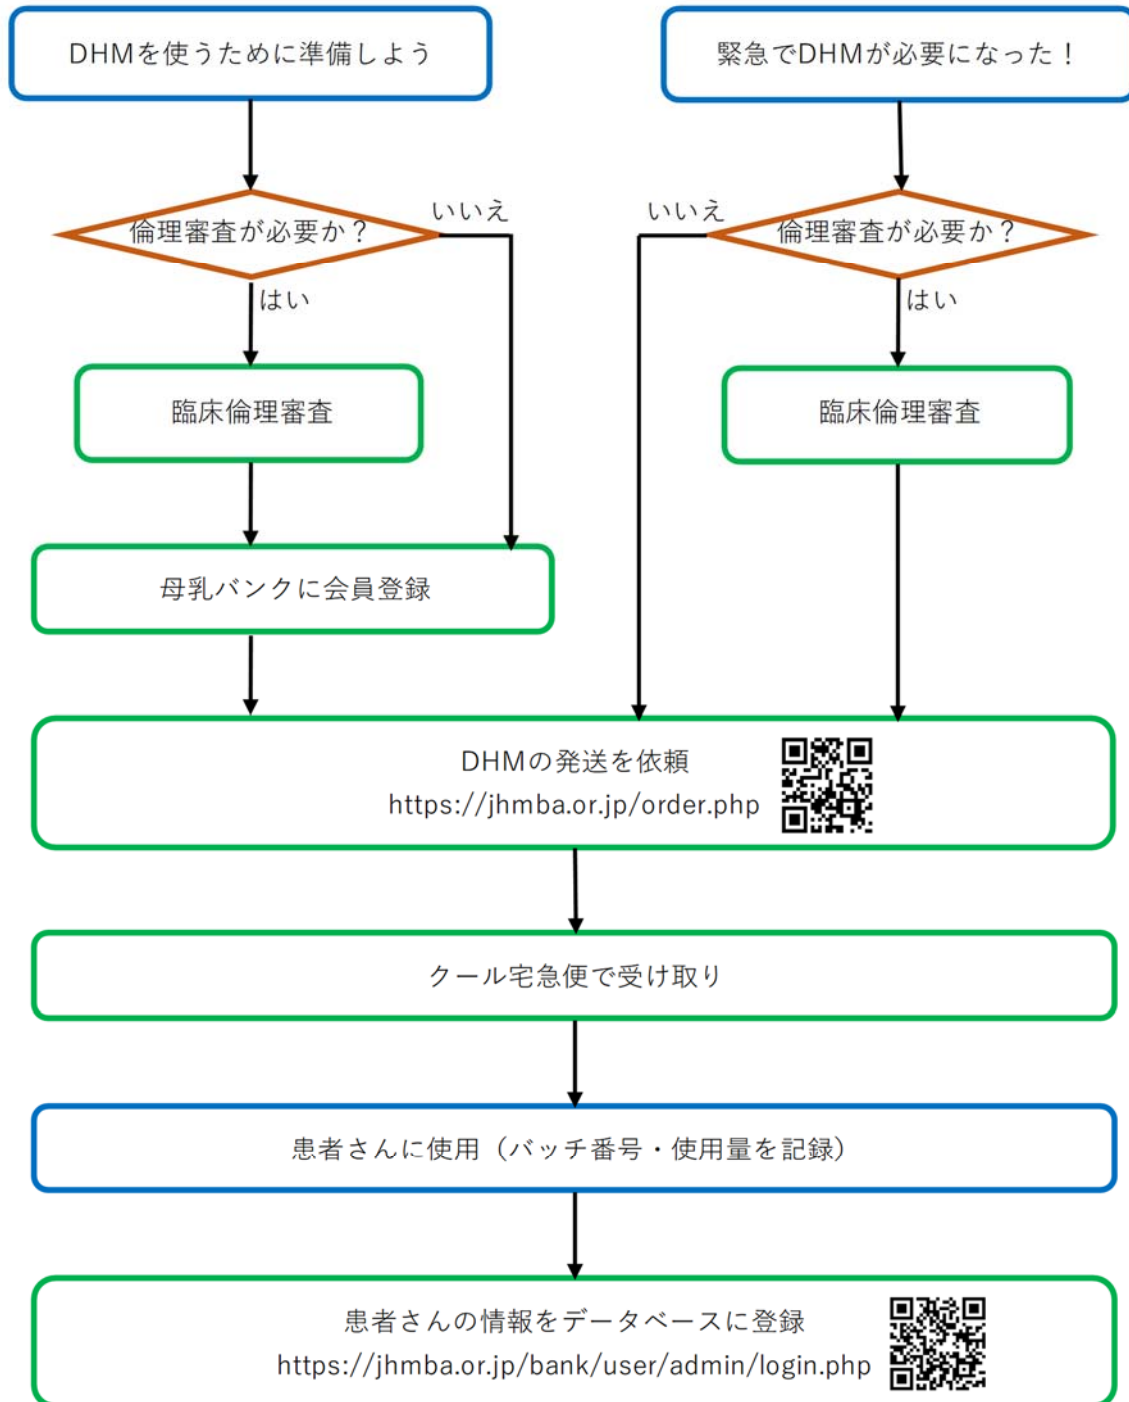 DHMを使うために準備しよう
緊急でDHMが必要になった！
倫理審査が必要か？
いいえ
はい
いいえ
倫理審査が必要か？
はい
臨床倫理審査
臨床倫理審査
母乳バンクに会員登録
DHMの発送を依頼
https://jhmba.or.jp/order.php
クール宅急便で受け取り
患者さんに使用（バッチ番号・使用量を記録）
患者さんの情報をデータベースに登録
https://jhmba.or.jp/bank/user/admin/login.php